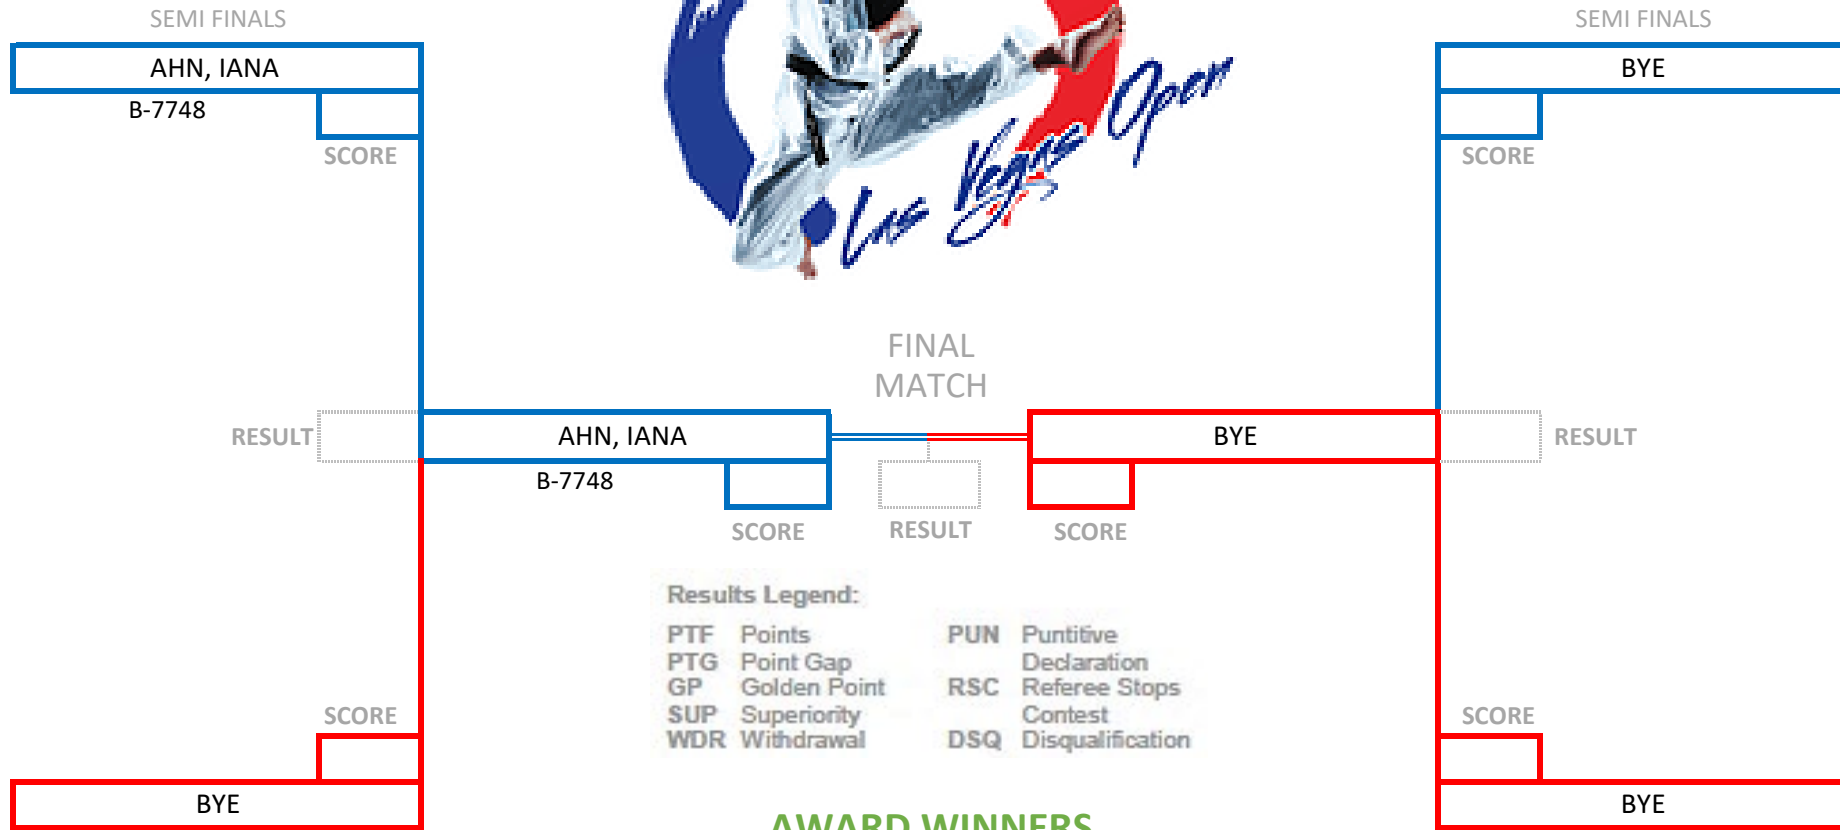 SEMI FINALS
SEMI FINALS
AHN, IANA
BYE
B-7748
SCORE
SCORE
Las Vegas Open
FINAL
MATCH
RESULT
AHN, IANA
BYE
RESULT
B-7748
SCORE
RESULT
SCORE
Results Legend:
PTF Points
PTG Point Gap
GP Golden Point
SUP Superiority
WDR Withdrawal
PUN Puntitive
Declaration
RSC Referee Stops
Contest
DSQ Disqualification
SCORE
SCORE
BYE
BYE
AWARD WINNERS